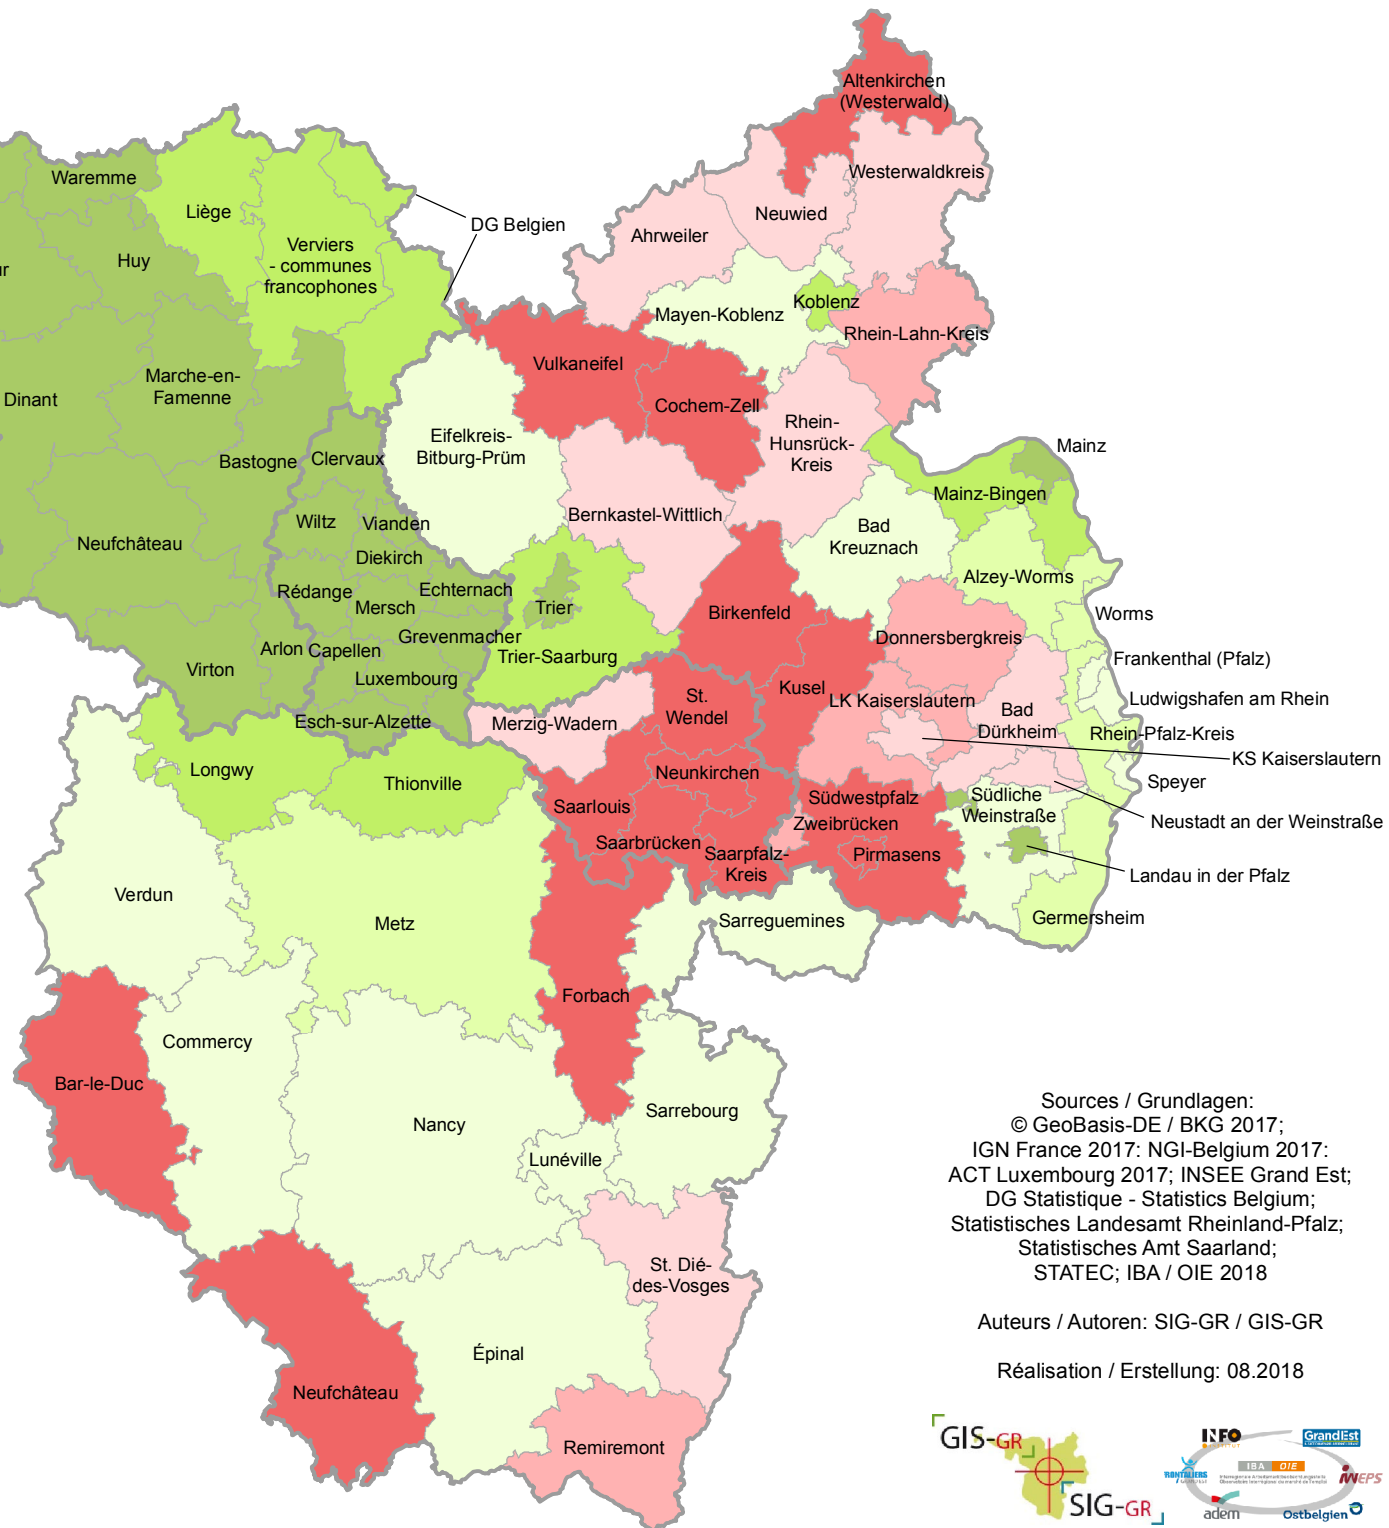 Altenkirchen
(Westerwald)
Waremme
Westerwaldkreis
Liège
Neuwied
DG Belgien
Ahrweiler
Verviers
- communes
francophones
Huy
ur
Koblenz
Mayen-Koblenz
Rhein-Lahn-Kreis
Vulkaneifel
Marche-en-
Famenne
Dinant
Cochem-Zell
Rhein-
Hunsrück-
Kreis
Eifelkreis-
Bitburg-Prüm
Mainz
Bastogne
Clervaux
Mainz-Bingen
Bernkastel-Wittlich
Wiltz
Vianden
Bad
Kreuznach
Neufchâteau
Diekirch
Alzey-Worms
Rédange
Echternach
Mersch
Trier
Birkenfeld
Worms
Grevenmacher
Donnersbergkreis
Arlon
Capellen
Trier-Saarburg
Frankenthal (Pfalz)
Virton
Luxembourg
Kusel
St.
Wendel
LK Kaiserslautern
Ludwigshafen am Rhein
Esch-sur-Alzette
Merzig-Wadern
Bad
Dürkheim
Rhein-Pfalz-Kreis
KS Kaiserslautern
Longwy
Thionville
Neunkirchen
Speyer
Saarlouis
Südwestpfalz
Südliche
Weinstraße
Zweibrücken
Neustadt an der Weinstraße
Saarbrücken
Saarpfalz-
Kreis
Pirmasens
Landau in der Pfalz
Verdun
Metz
Sarreguemines
Germersheim
Forbach
Commercy
Bar-le-Duc
Nancy
Sarrebourg
Lunéville
St. Dié-
des-Vosges
Épinal
Neufchâteau
Remiremont
Sources / Grundlagen:
© GeoBasis-DE / BKG 2017;
IGN France 2017: NGI-Belgium 2017:
ACT Luxembourg 2017; INSEE Grand Est;
DG Statistique - Statistics Belgium;
Statistisches Landesamt Rheinland-Pfalz;
Statistisches Amt Saarland;
STATEC; IBA / OIE 2018
Auteurs / Autoren: SIG-GR / GIS-GR
Réalisation / Erstellung: 08.2018
GIS-GR
SIG-GR
INFO
INSTITUT
GrandEst
IBA OIE
FRONTALIERS
IWEPS
adem
Ostbelgien